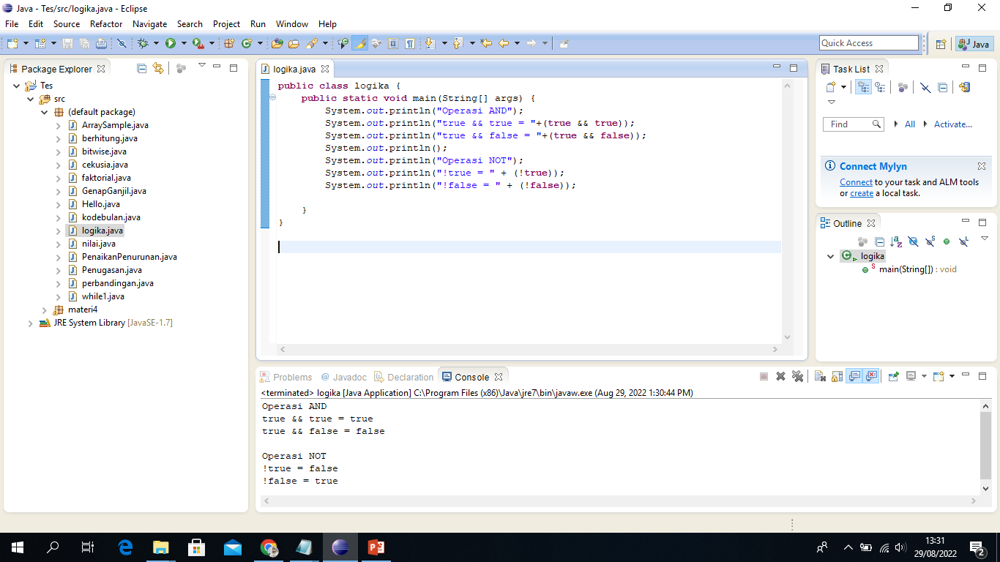 Java - Tes/src/logika.java - Eclipse
File Edit Source Refactor Navigate Search Project Run Window Help
Quick Access
Java
Package Explorer
Tes
src
(default package)
ArraySample.java
berhitung.java
bitwise.java
cekusia.java
faktorial.java
GenapGanjil.java
Hello.java
kodebulan.java
logika.java
nilai.java
PenaikanPenurunan.java
Penugasan.java
perbandingan.java
while1.java
materi4
JRE System Library [JavaSE-1.7]
logika.java
public class logika {
public static void main(String[] args) {
System.out.println("Operasi AND");
System.out.println("true && true = "+(true && true));
System.out.println("true && false = "+(true && false));
System.out.println();
System.out.println("Operasi NOT");
System.out.println("!true = " + (!true));
System.out.println("!false = " + (!false));
}
}
Task List
Find All Activate...
Connect Mylyn
Connect to your task and ALM tools
or create a local task.
Outline
logika
main(String[]) : void
Problems @ Javadoc Declaration Console
<terminated> logika [Java Application] C:\Program Files (x86)\Java\jre7\bin\javaw.exe (Aug 29, 2022 1:30:44 PM)
Operasi AND
true && true = true
true && false = false
Operasi NOT
!true = false
!false = true
13:31
29/08/2022
2